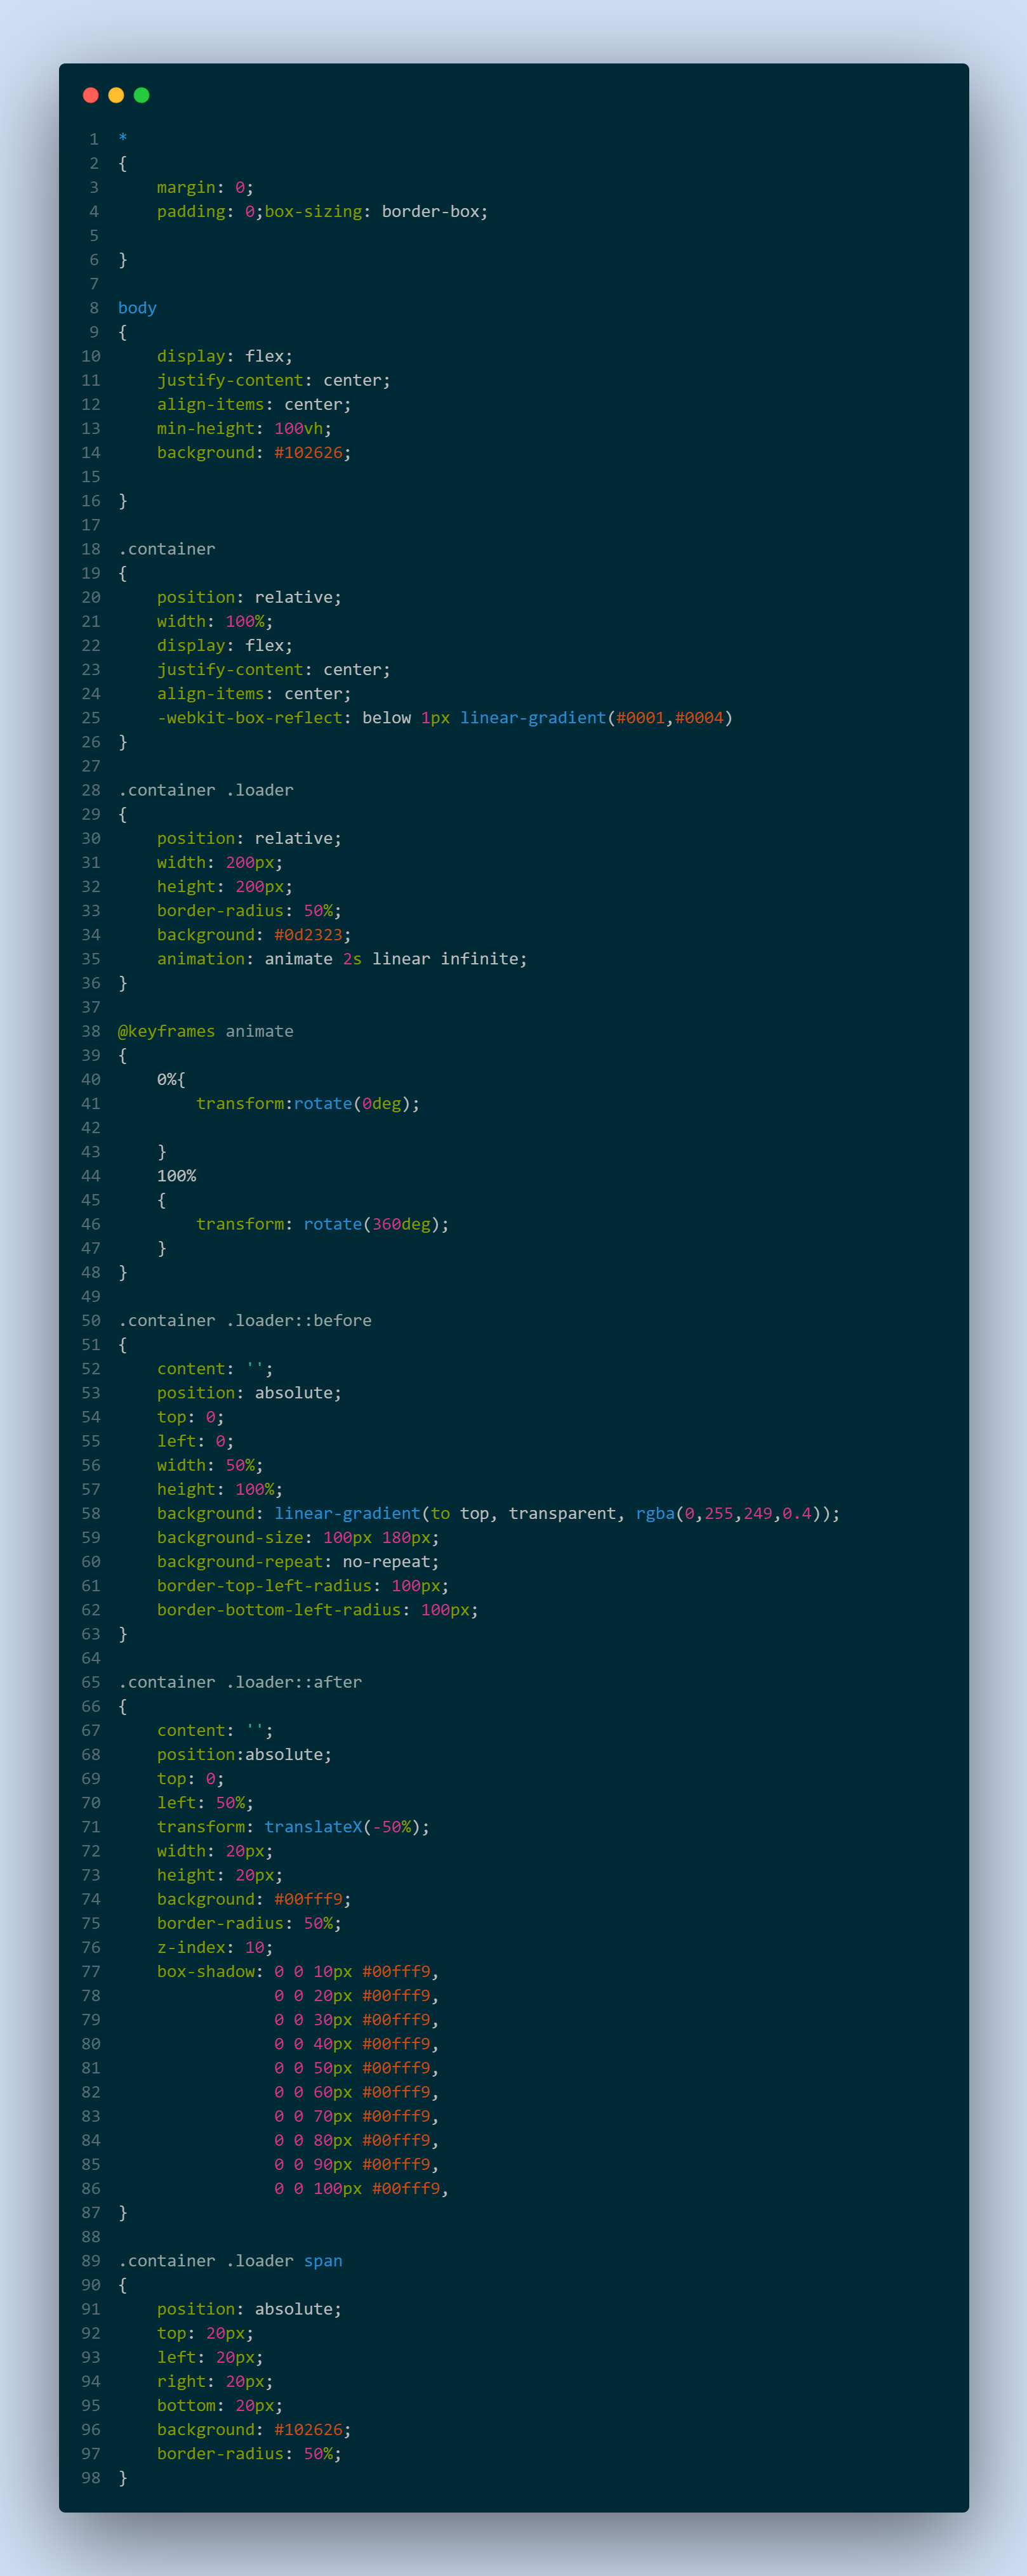 1 *
2 {
3     margin: 0;
4     padding: 0;box-sizing: border-box;
5
6 }
7
8 body
9 {
10     display: flex;
11     justify-content: center;
12     align-items: center;
13     min-height: 100vh;
14     background: #102626;
15
16 }
17
18 .container
19 {
20     position: relative;
21     width: 100%;
22     display: flex;
23     justify-content: center;
24     align-items: center;
25     -webkit-box-reflect: below 1px linear-gradient(#0001,#0004)
26 }
27
28 .container .loader
29 {
30     position: relative;
31     width: 200px;
32     height: 200px;
33     border-radius: 50%;
34     background: #0d2323;
35     animation: animate 2s linear infinite;
36 }
37
38 @keyframes animate
39 {
40     0%{
41         transform:rotate(0deg);
42
43     }
44     100%
45     {
46         transform: rotate(360deg);
47     }
48 }
49
50 .container .loader::before
51 {
52     content: '';
53     position: absolute;
54     top: 0;
55     left: 0;
56     width: 50%;
57     height: 100%;
58     background: linear-gradient(to top, transparent, rgba(0,255,249,0.4));
59     background-size: 100px 180px;
60     background-repeat: no-repeat;
61     border-top-left-radius: 100px;
62     border-bottom-left-radius: 100px;
63 }
64
65 .container .loader::after
66 {
67     content: '';
68     position:absolute;
69     top: 0;
70     left: 50%;
71     transform: translateX(-50%);
72     width: 20px;
73     height: 20px;
74     background: #00fff9;
75     border-radius: 50%;
76     z-index: 10;
77     box-shadow: 0 0 10px #00fff9,
78                 0 0 20px #00fff9,
79                 0 0 30px #00fff9,
80                 0 0 40px #00fff9,
81                 0 0 50px #00fff9,
82                 0 0 60px #00fff9,
83                 0 0 70px #00fff9,
84                 0 0 80px #00fff9,
85                 0 0 90px #00fff9,
86                 0 0 100px #00fff9,
87 }
88
89 .container .loader span
90 {
91     position: absolute;
92     top: 20px;
93     left: 20px;
94     right: 20px;
95     bottom: 20px;
96     background: #102626;
97     border-radius: 50%;
98 }